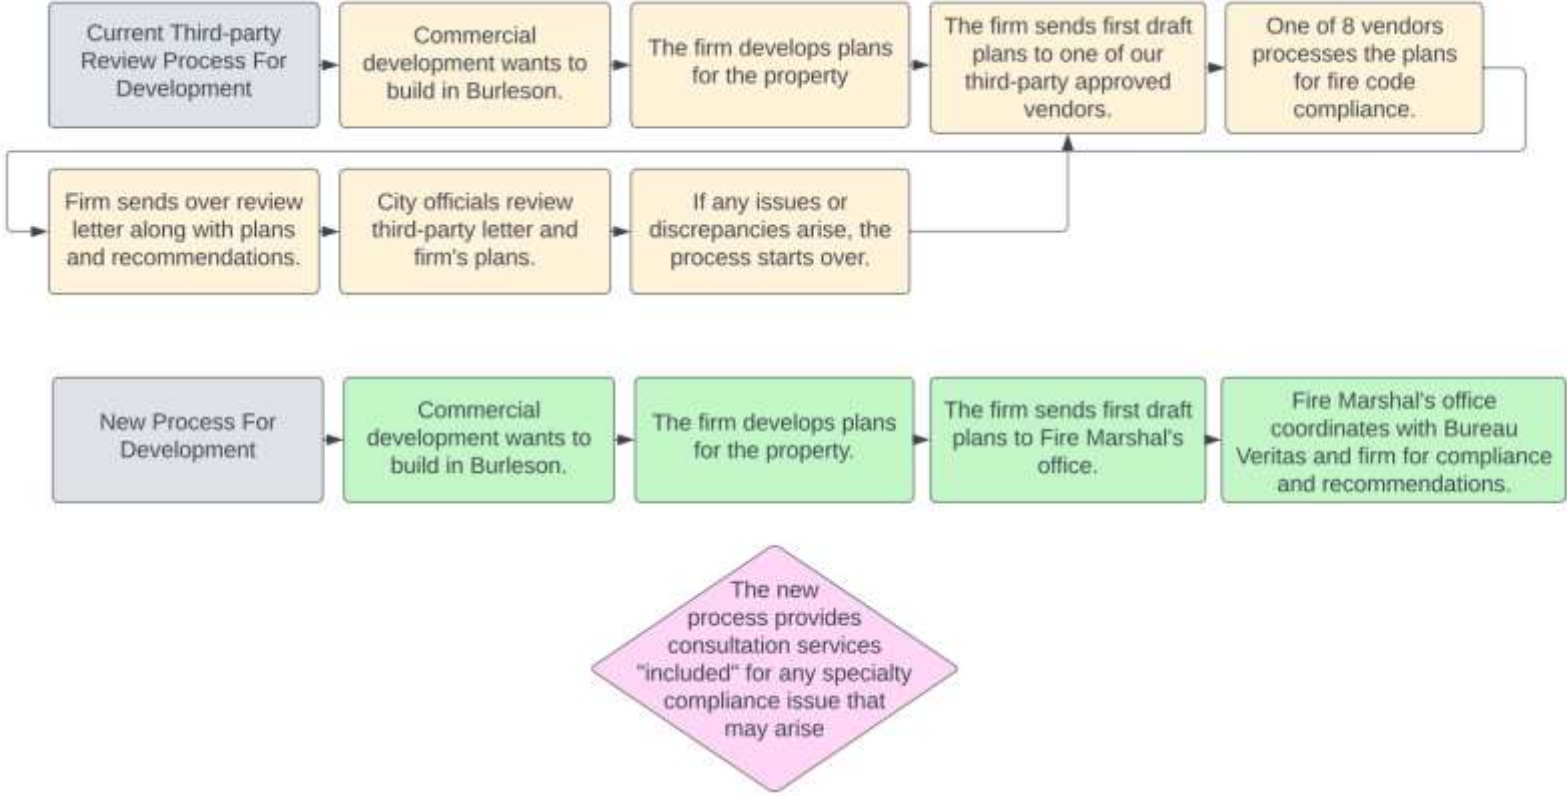 Current Third-party
Review Process For
Development
Commercial
development wants to
build in Burleson.
The firm develops plans
for the property
The firm sends first draft
plans to one of our
third-party approved
vendors.
One of 8 vendors
processes the plans
for fire code
compliance.
Firm sends over review
letter along with plans
and recommendations.
City officials review
third-party letter and
firm's plans.
If any issues or
discrepancies arise, the
process starts over.
New Process For
Development
Commercial
development wants to
build in Burleson.
The firm develops plans
for the property.
The firm sends first draft
plans to Fire Marshal's
office.
Fire Marshal's office
coordinates with Bureau
Veritas and firm for compliance
and recommendations.
The new
process provides
consultation services
"included" for any specialty
compliance issue that
may arise